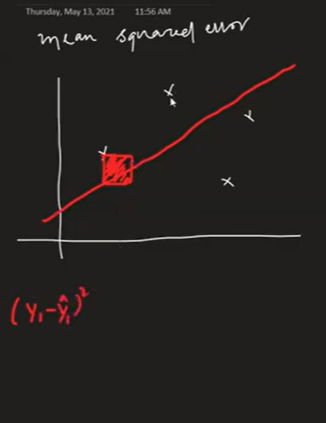 Thursday, May 13, 2021 11:56 AM
mean squared error
(y₁-ŷ₁)²